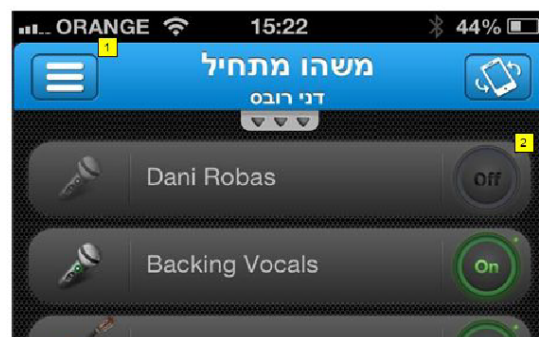 ORANGE 15:22 44%
1
משהו מתחיל
דני רובס
2
Dani Robas Off
Backing Vocals On